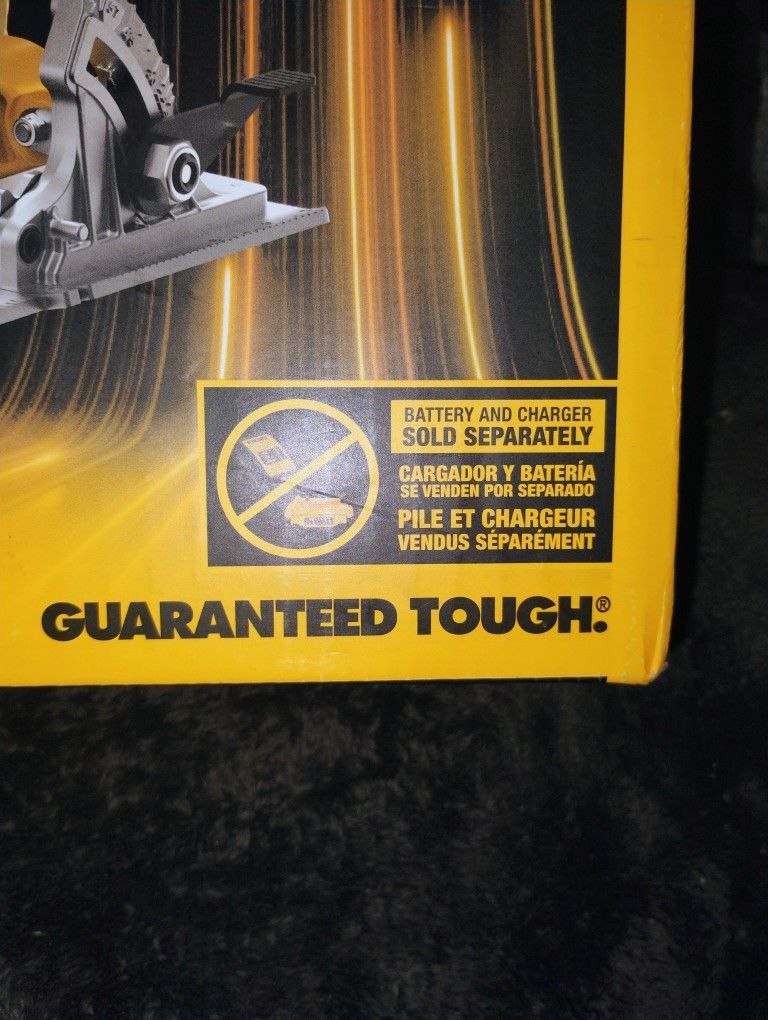 BATTERY AND CHARGER
SOLD SEPARATELY
CARGADOR Y BATERÍA
SE VENDEN POR SEPARADO
PILE ET CHARGEUR
VENDUS SÉPARÉMENT
GUARANTEED TOUGH.®